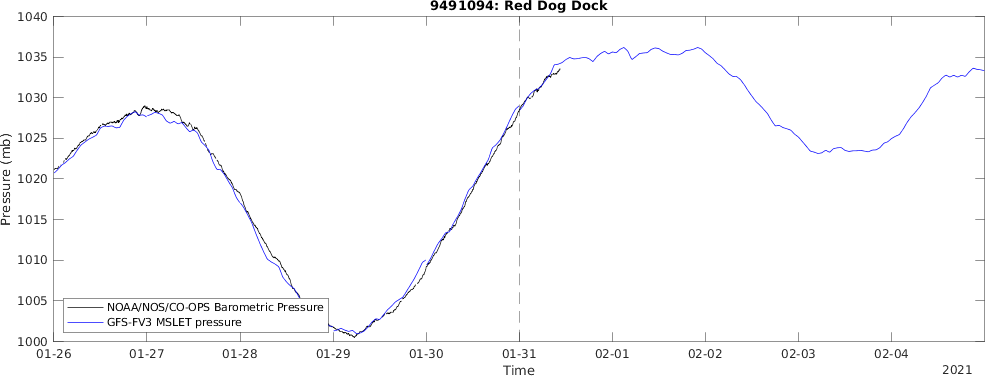 9491094: Red Dog Dock
1040
1035
1030
1025
1020
1015
1010
1005
1000
Pressure (mb)
NOAA/NOS/CO-OPS Barometric Pressure
GFS-FV3 MSLET pressure
01-26 01-27 01-28 01-29 01-30 01-31 02-01 02-02 02-03 02-04
Time
2021